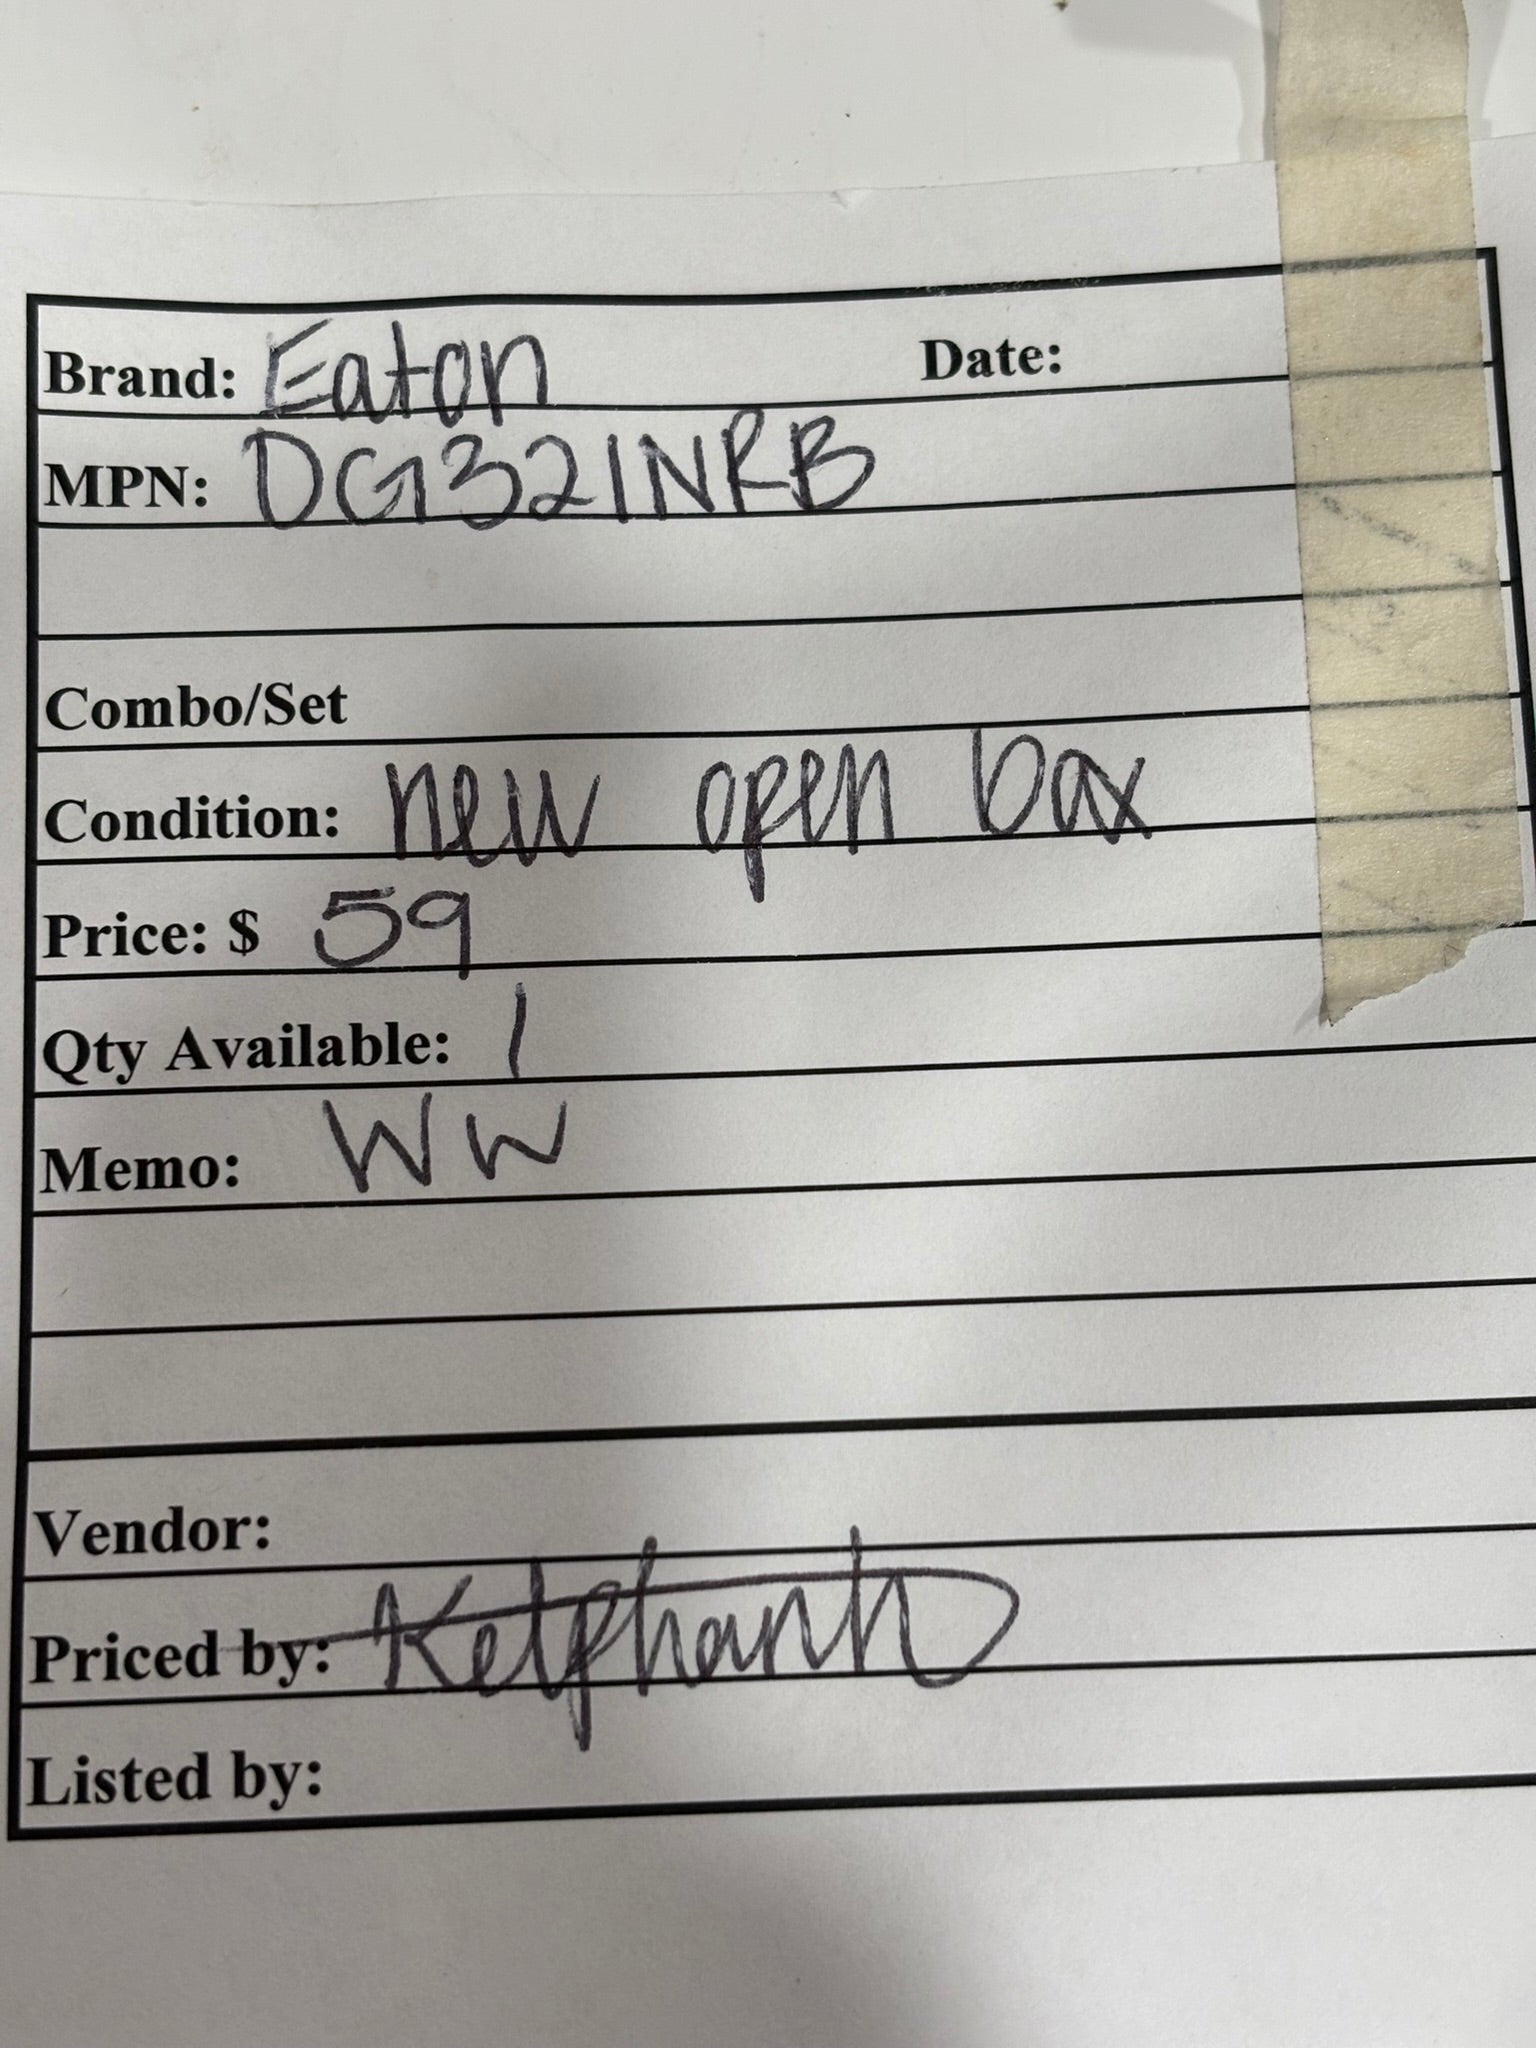 Brand: Eaton Date:
MPN: DG321NRB
Combo/Set
Condition: new open box
Price: $ 59
Qty Available: 1
Memo: WW
Vendor:
Priced by:
Listed by: